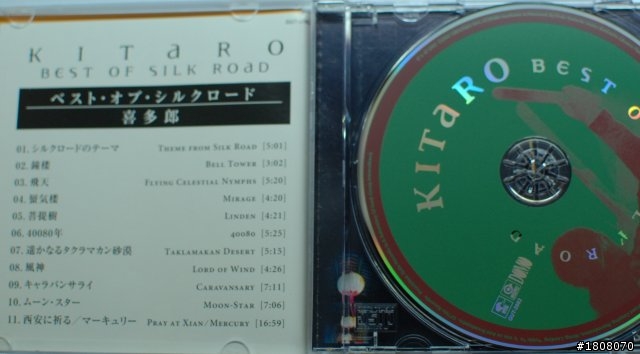 KITARO
BEST OF SILK ROAD
ベスト・オブ・シルクロード
喜多郎
01. シルクロードのテーマ THEME FROM SILK ROAD [5:01]
02. 鐘楼 BELL TOWER [3:02]
03. 飛天 FLYING CELESTIAL NYMPHS [5:20]
04. 蜃気楼 MIRAGE [4:20]
05. 菩提樹 LINDEN [4:21]
06. 40080年 40080 [5:25]
07. 遥かなるタクラマカン砂漠 TAKLAMAKAN DESERT [5:15]
08. 風神 LORD OF WIND [4:26]
09. キャラバンサライ CARAVANSARY [7:11]
10. ムーン・スター MOON-STAR [7:06]
11. 西安に祈る／マーキュリー PRAY AT XIAN/MERCURY [16:59]
KITARO BEST O
#1808070